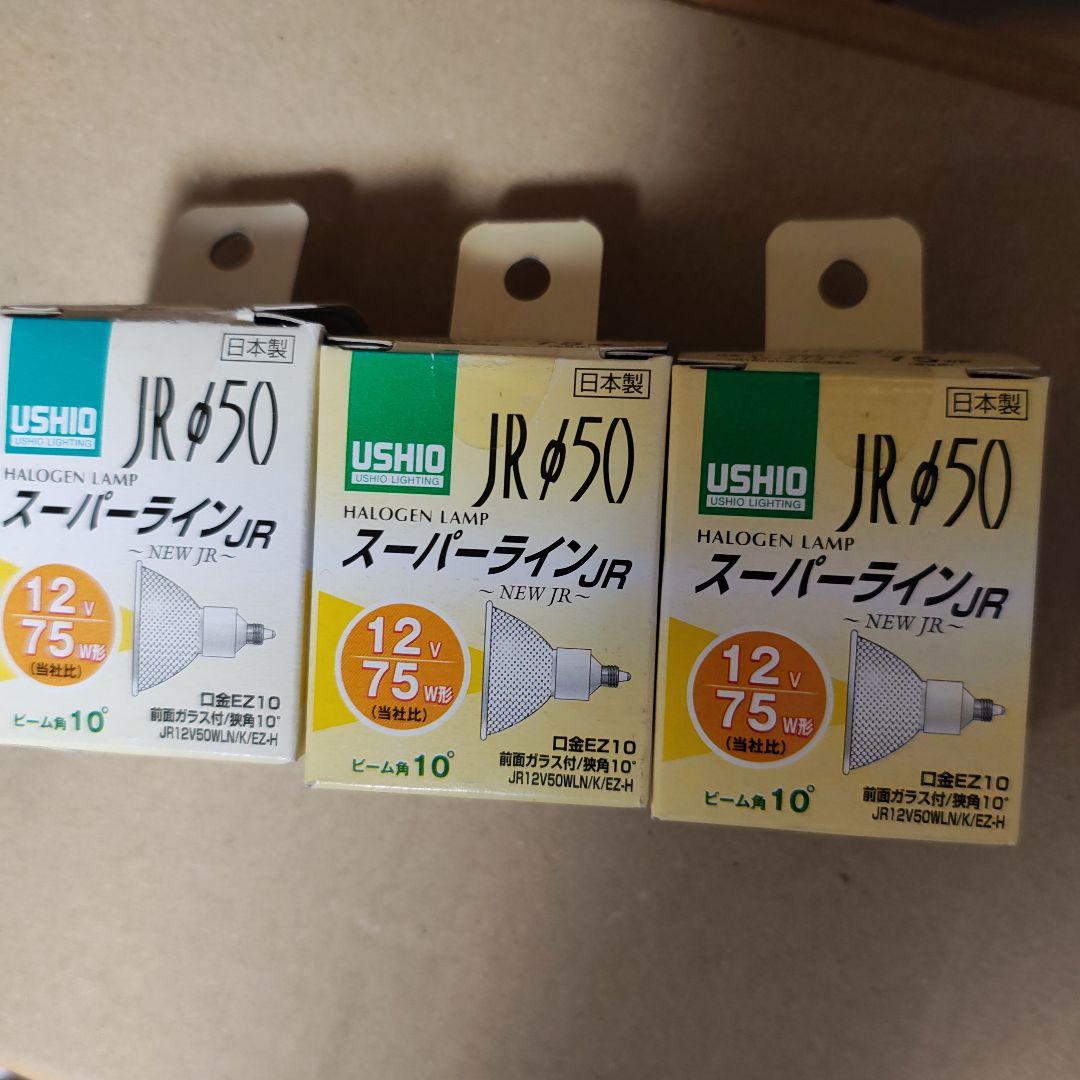 日本製
USHIO
USHIO LIGHTING
JR φ50
HALOGEN LAMP
スーパーラインJR
~ NEW JR ~
12V
75W形
(当社比)
口金EZ10
ビーム角10°
前面ガラス付/狭角10°
JR12V50WLN/K/EZ-H
日本製
USHIO
USHIO LIGHTING
JR φ50
HALOGEN LAMP
スーパーラインJR
~ NEW JR ~
12V
75W形
(当社比)
口金EZ10
ビーム角10°
前面ガラス付/狭角10°
JR12V50WLN/K/EZ-H
日本製
USHIO
USHIO LIGHTING
JR φ50
HALOGEN LAMP
スーパーラインJR
~ NEW JR ~
12V
75W形
(当社比)
口金EZ10
ビーム角10°
前面ガラス付/狭角10°
JR12V50WLN/K/EZ-H